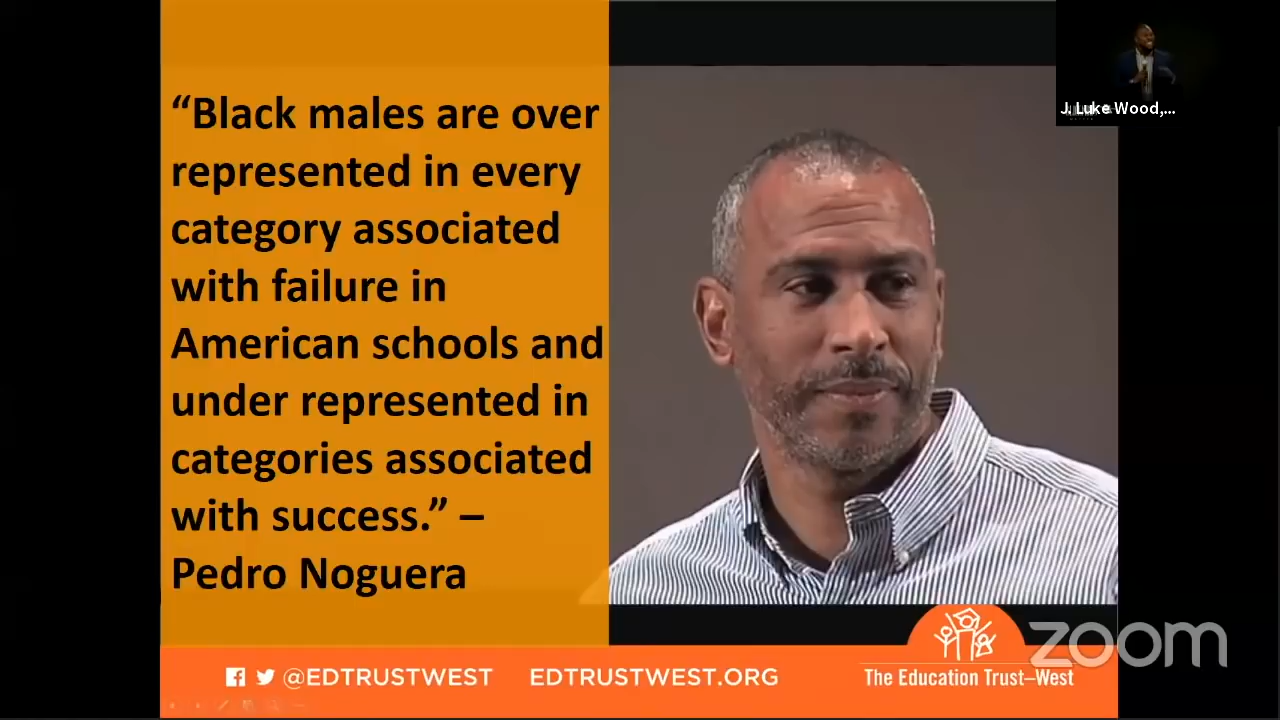 “Black males are over
represented in every
category associated
with failure in
American schools and
under represented in
categories associated
with success.” –
Pedro Noguera
J. Luke Wood,...
@EDTRUSTWEST
EDTRUSTWEST.ORG
The Education Trust–West
zoom